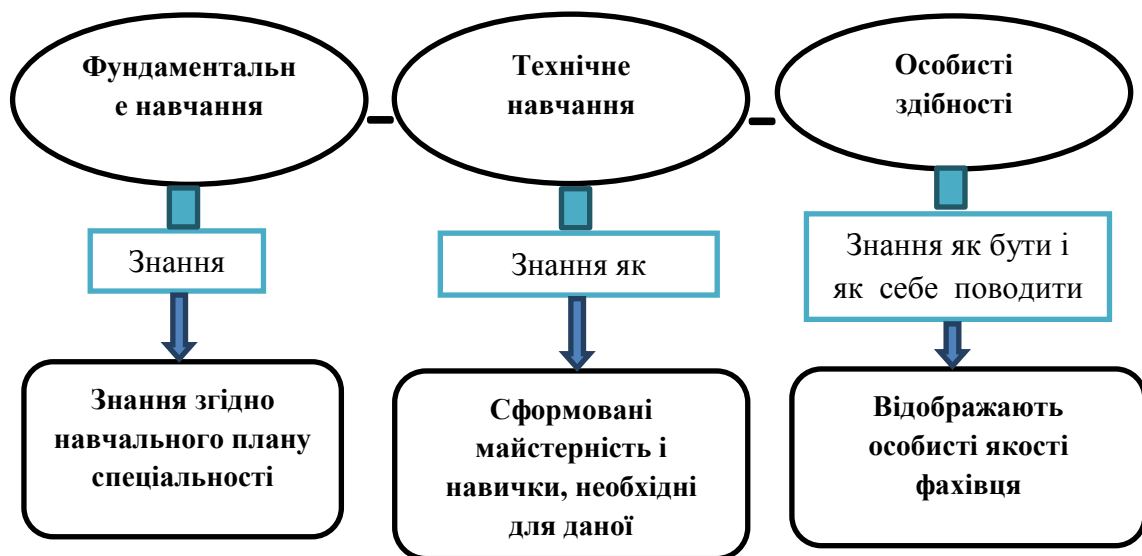 Фундаментальн
е навчання
Технічне
навчання
Особисті
здібності
Знання
Знання як
Знання як бути і
як себе поводити
Знання згідно
навчального плану
спеціальності
Сформовані
майстерність і
навички, необхідні
для даної
Відображають
особисті якості
фахівця